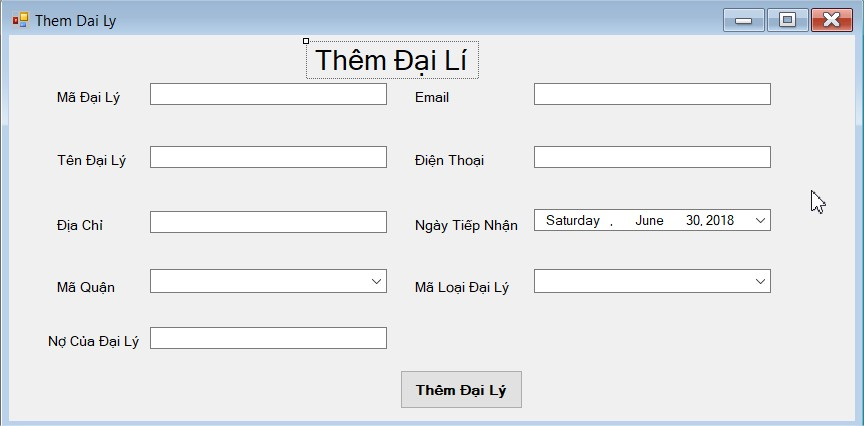 Them Dai Ly
Thêm Đại Lí
Mã Đại Lý
Email
Tên Đại Lý
Điện Thoại
Địa Chỉ
Ngày Tiếp Nhận
Saturday , June 30, 2018
Mã Quận
Mã Loại Đại Lý
Nợ Của Đại Lý
Thêm Đại Lý